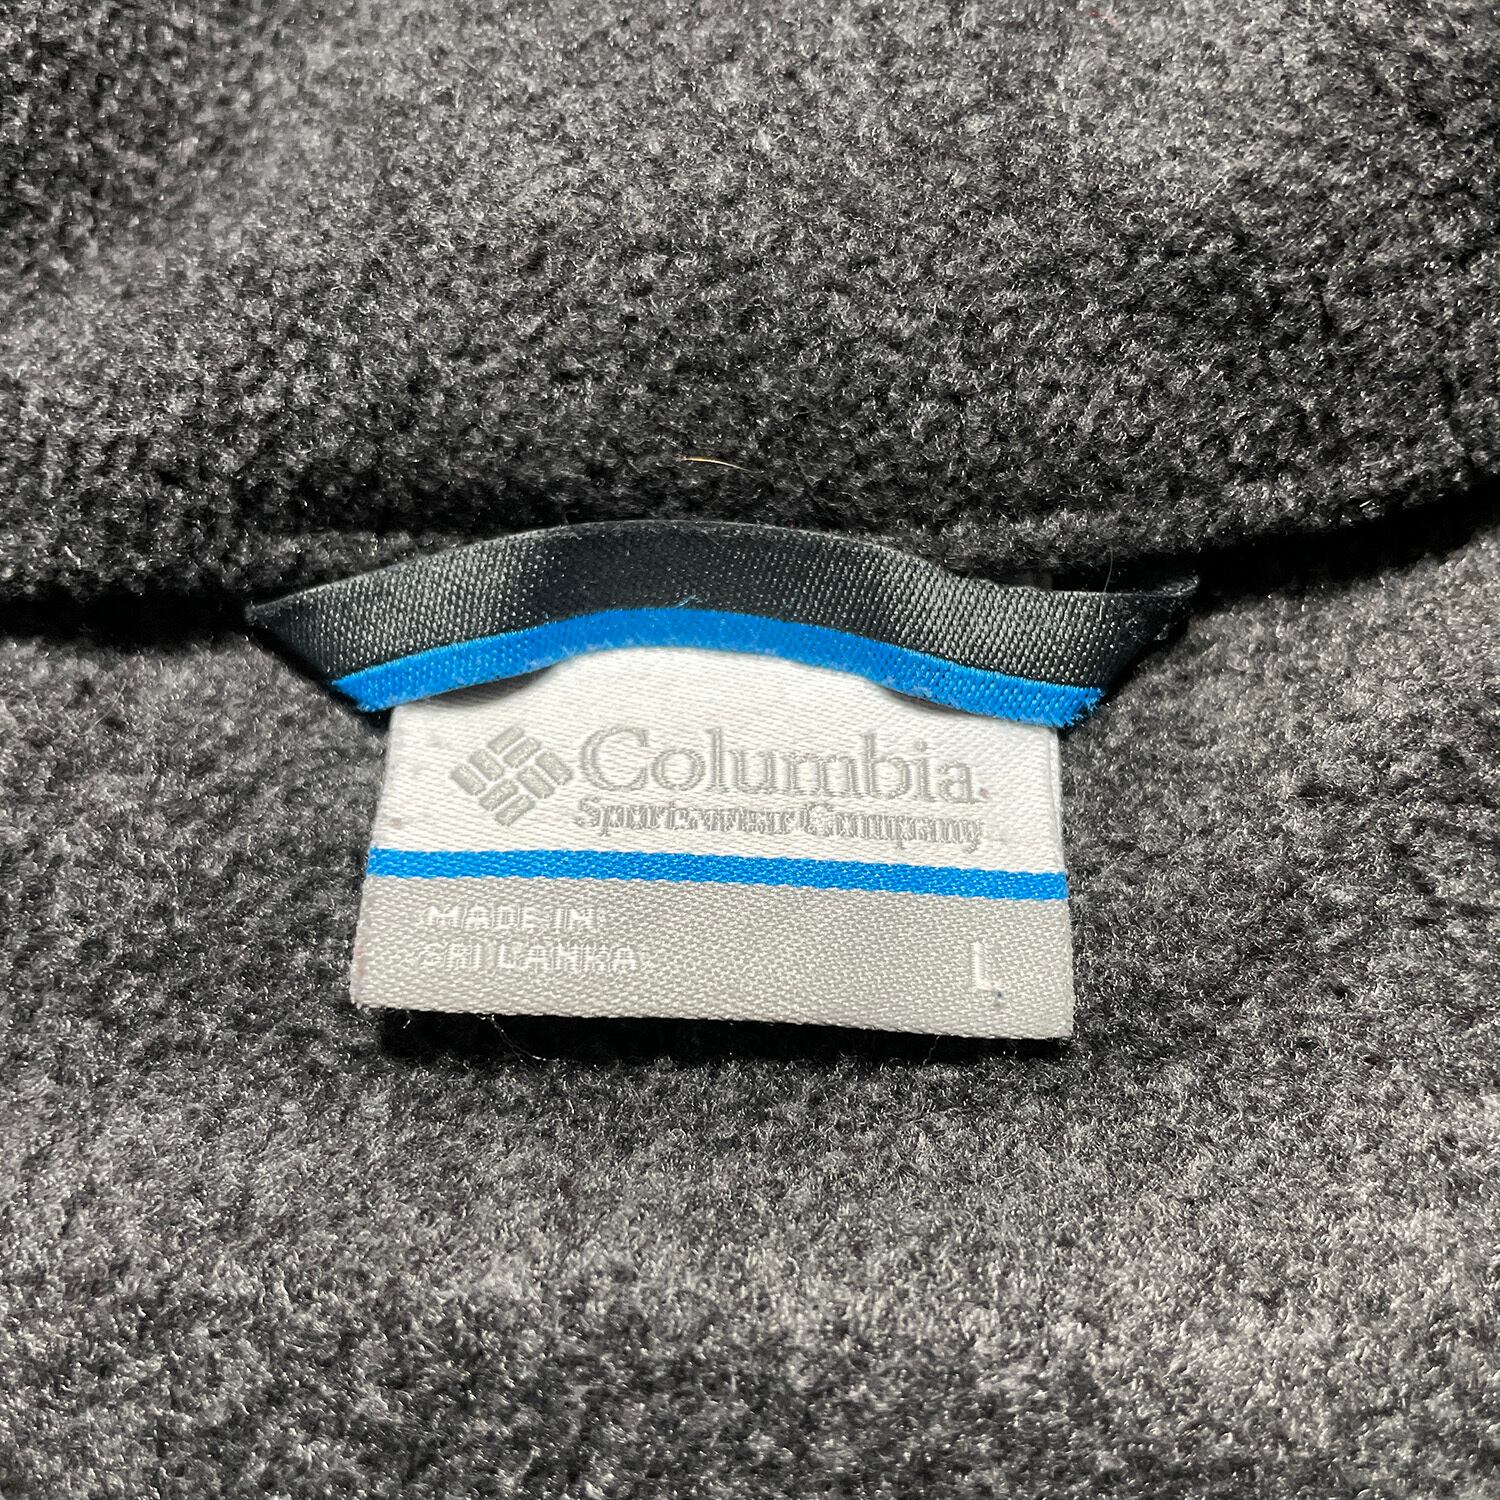 Columbia
Sportswear Company
MADE IN
SRI LANKA
L